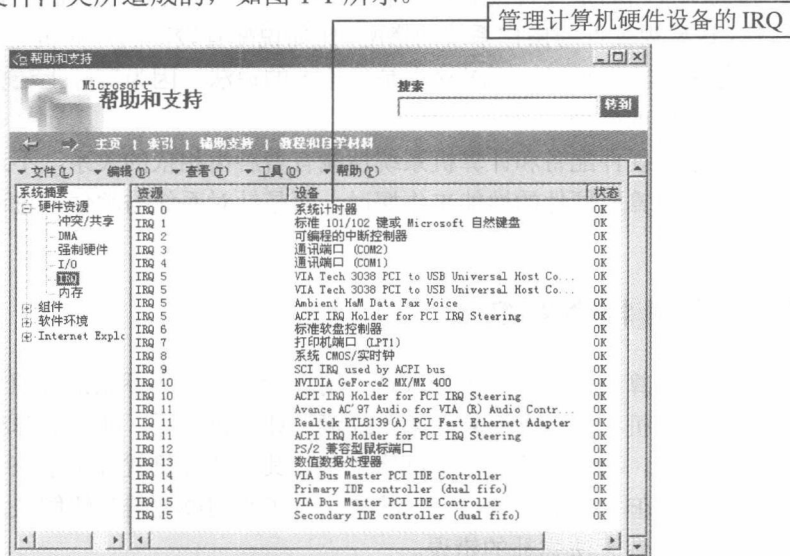 软件冲突所造成的，如图 1-1 所示。
管理计算机硬件设备的 IRQ
帮助和支持
Microsoft
帮助和支持
搜索
转到
主页 | 索引 | 辅助支持 | 教程和自学材料
文件(L) 编辑(D) 查看(I) 工具(Q) 帮助(P)
系统摘要
硬件资源
冲突/共享
DMA
强制硬件
I/O
IRQ
内存
组件
软件环境
Internet Explo
资源 设备 状态
IRQ 0 系统计时器 OK
IRQ 1 标准 101/102 键或 Microsoft 自然键盘 OK
IRQ 2 可编程的中断控制器 OK
IRQ 3 通讯端口 (COM2) OK
IRQ 4 通讯端口 (COM1) OK
IRQ 5 VIA Tech 3038 PCI to USB Universal Host Co... OK
IRQ 5 VIA Tech 3038 PCI to USB Universal Host Co... OK
IRQ 5 Ambient HaM Data Fax Voice OK
IRQ 5 ACPI IRQ Holder for PCI IRQ Steering OK
IRQ 6 标准软盘控制器 OK
IRQ 7 打印机端口 (LPT1) OK
IRQ 8 系统 CMOS/实时钟 OK
IRQ 9 SCI IRQ used by ACPI bus OK
IRQ 10 NVIDIA GeForce2 MX/MX 400 OK
IRQ 10 ACPI IRQ Holder for PCI IRQ Steering OK
IRQ 11 Avance AC'97 Audio for VIA (R) Audio Contr... OK
IRQ 11 Realtek RTL8139(A) PCI Fast Ethernet Adapter OK
IRQ 11 ACPI IRQ Holder for PCI IRQ Steering OK
IRQ 12 PS/2 兼容型鼠标端口 OK
IRQ 13 数值数据处理器 OK
IRQ 14 VIA Bus Master PCI IDE Controller OK
IRQ 14 Primary IDE controller (dual fifo) OK
IRQ 15 VIA Bus Master PCI IDE Controller OK
IRQ 15 Secondary IDE controller (dual fifo) OK